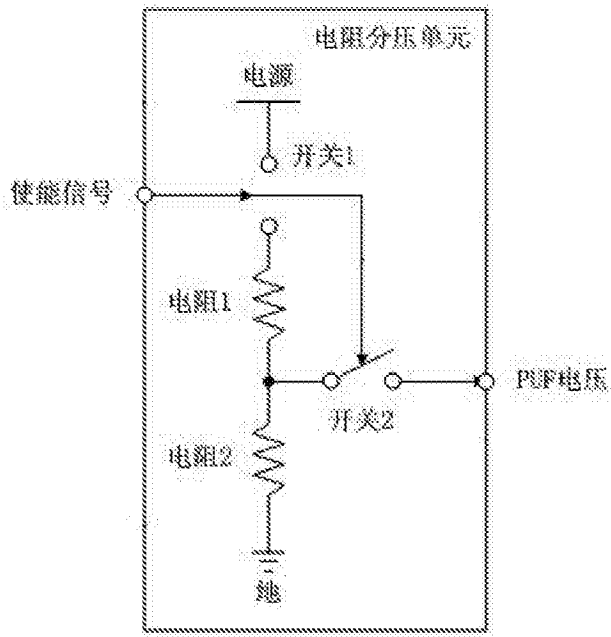 电阻分压单元
电源
开关1
使能信号
电阻1
PUF电压
开关2
电阻2
地